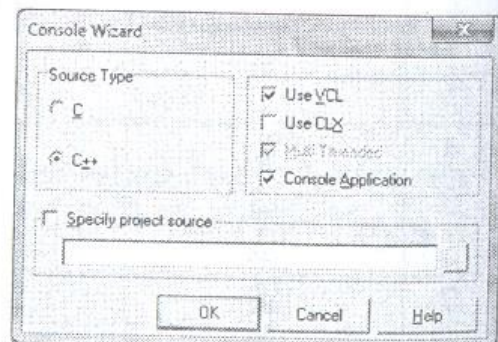 Console Wizard
Source Type
C
C++
Use VCL
Use CLX
Multi Threaded
Console Application
Specify project source
OK
Cancel
Help